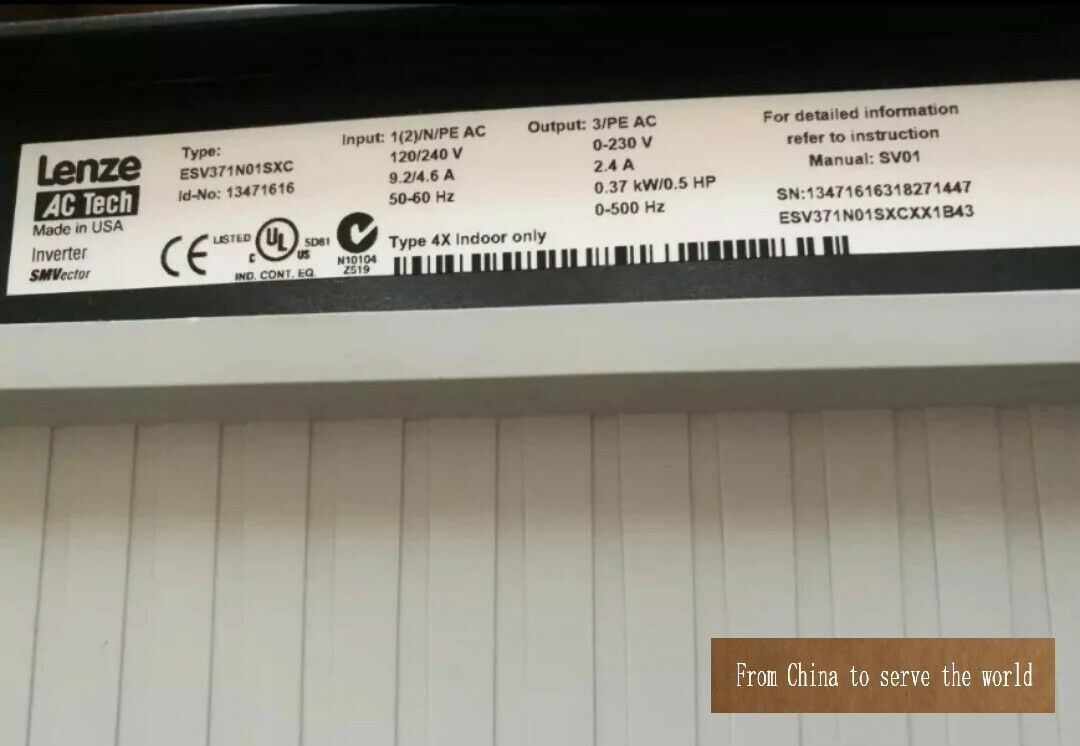 Lenze
AC Tech
Made in USA
Inverter
SMVector
Type:
ESV371N01SXC
Id-No: 13471616
Input: 1(2)/N/PE AC
120/240 V
9.2/4.6 A
50-60 Hz
Output: 3/PE AC
0-230 V
2.4 A
0.37 kW/0.5 HP
0-500 Hz
For detailed information
refer to instruction
Manual: SV01
SN:13471616318271447
ESV371N01SXCXX1B43
CE
LISTED
C UL US
5D81
IND. CONT. EQ.
N10104
Z519
Type 4X Indoor only
From China to serve the world